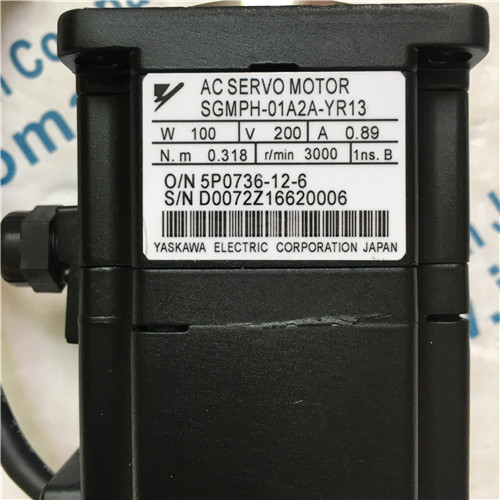 AC SERVO MOTOR
SGMPH-01A2A-YR13
W 100 V 200 A 0.89
N.m 0.318 r/min 3000 1ns. B
O/N 5P0736-12-6
S/N D0072Z16620006
YASKAWA ELECTRIC CORPORATION JAPAN